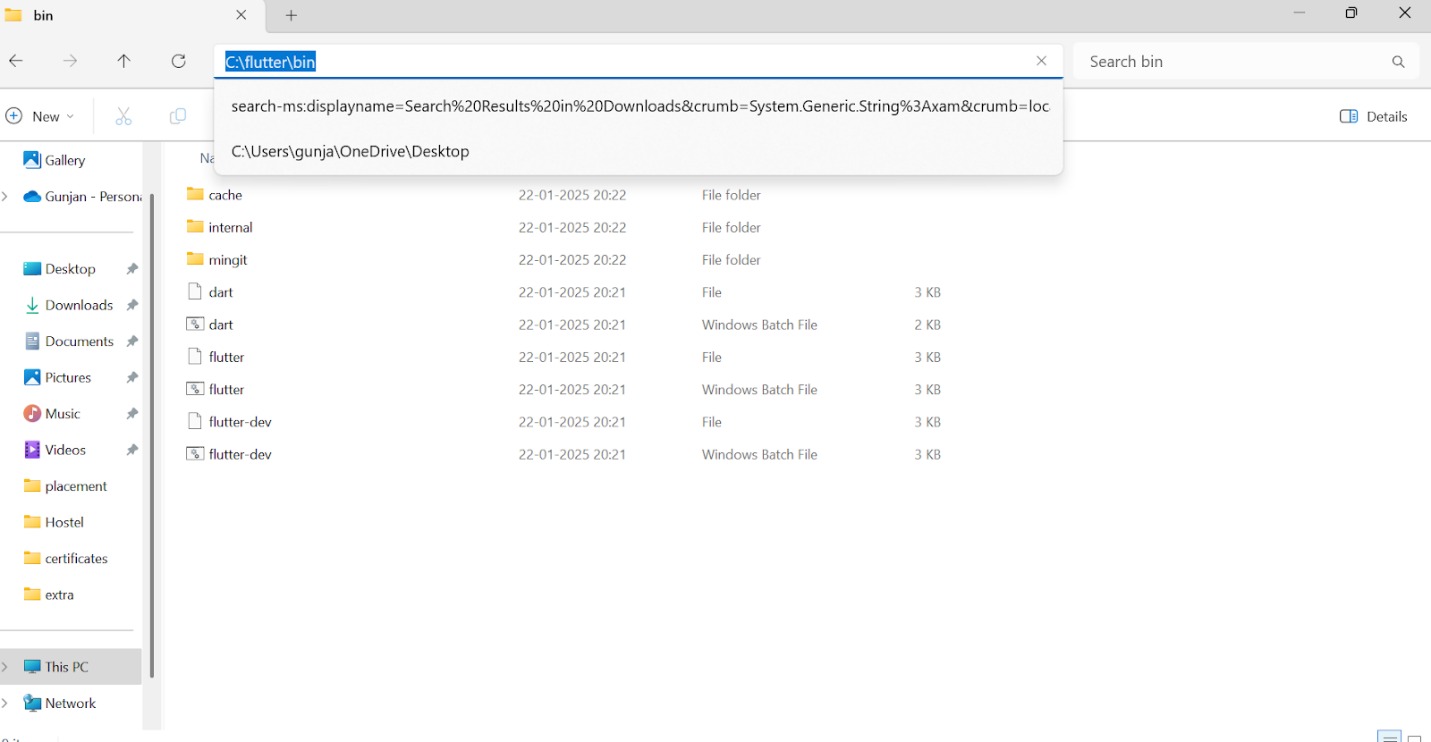 bin
C:\flutter\bin
Search bin
New
search-ms:displayname=Search%20Results%20in%20Downloads&crumb=System.Generic.String%3Axam&crumb=loc
C:\Users\gunja\OneDrive\Desktop
Details
Gallery
Gunjan - Persona
cache 22-01-2025 20:22 File folder
internal 22-01-2025 20:22 File folder
mingit 22-01-2025 20:22 File folder
dart 22-01-2025 20:21 File 3 KB
dart 22-01-2025 20:21 Windows Batch File 2 KB
flutter 22-01-2025 20:21 File 3 KB
flutter 22-01-2025 20:21 Windows Batch File 3 KB
flutter-dev 22-01-2025 20:21 File 3 KB
flutter-dev 22-01-2025 20:21 Windows Batch File 3 KB
Desktop
Downloads
Documents
Pictures
Music
Videos
placement
Hostel
certificates
extra
This PC
Network